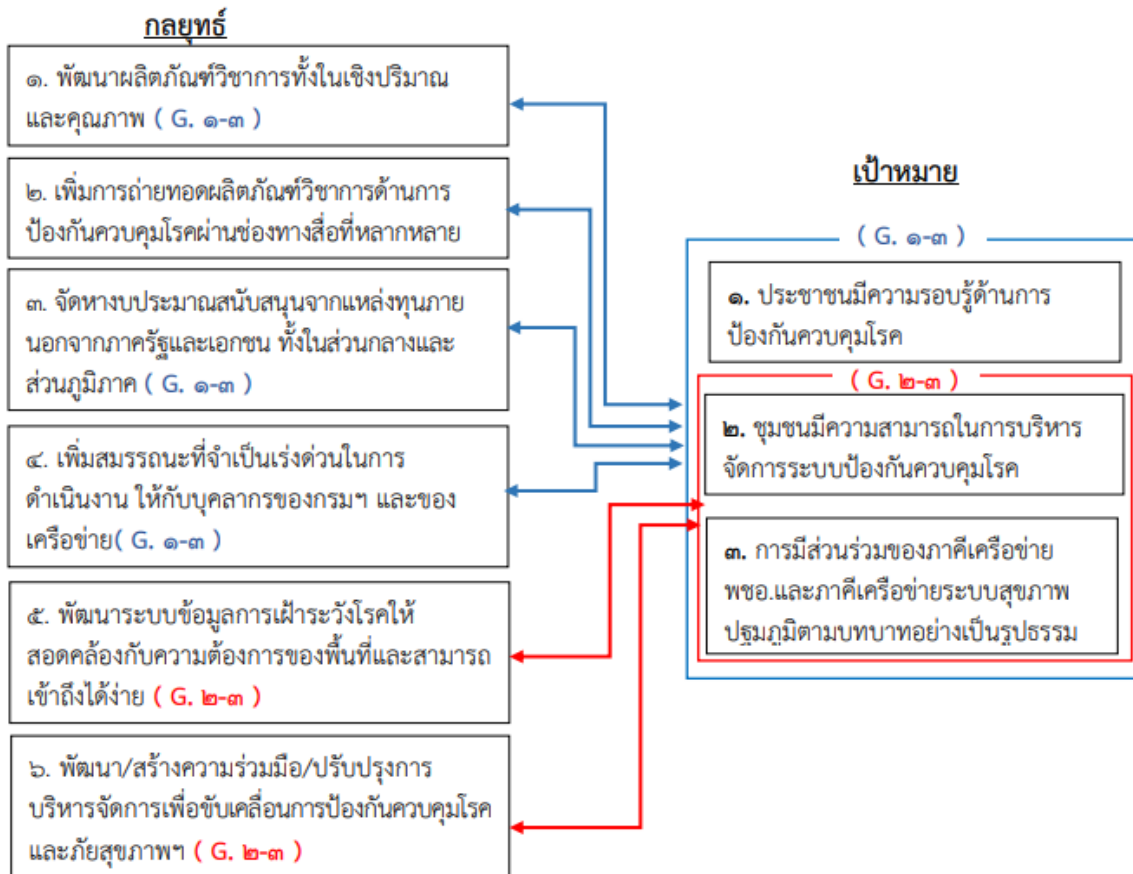 กลยุทธ์
๑. พัฒนาผลิตภัณฑ์วิชาการทั้งในเชิงปริมาณ
และคุณภาพ ( G. ๑-๓ )
๒. เพิ่มการถ่ายทอดผลิตภัณฑ์วิชาการด้านการ
ป้องกันควบคุมโรคผ่านช่องทางสื่อที่หลากหลาย
๓. จัดหางบประมาณสนับสนุนจากแหล่งทุนภาย
นอกจากภาครัฐและเอกชน ทั้งในส่วนกลางและ
ส่วนภูมิภาค ( G. ๑-๓ )
๔. เพิ่มสมรรถนะที่จำเป็นเร่งด่วนในการ
ดำเนินงาน ให้กับบุคลากรของกรมฯ และของ
เครือข่าย( G. ๑-๓ )
๕. พัฒนาระบบข้อมูลการเฝ้าระวังโรคให้
สอดคล้องกับความต้องการของพื้นที่และสามารถ
เข้าถึงได้ง่าย ( G. ๒-๓ )
๖. พัฒนา/สร้างความร่วมมือ/ปรับปรุงการ
บริหารจัดการเพื่อขับเคลื่อนการป้องกันควบคุมโรค
และภัยสุขภาพฯ ( G. ๒-๓ )
เป้าหมาย
( G. ๑-๓ )
๑. ประชาชนมีความรอบรู้ด้านการ
ป้องกันควบคุมโรค
( G. ๒-๓ )
๒. ชุมชนมีความสามารถในการบริหาร
จัดการระบบป้องกันควบคุมโรค
๓. การมีส่วนร่วมของภาคีเครือข่าย
พชอ.และภาคีเครือข่ายระบบสุขภาพ
ปฐมภูมิตามบทบาทอย่างเป็นรูปธรรม